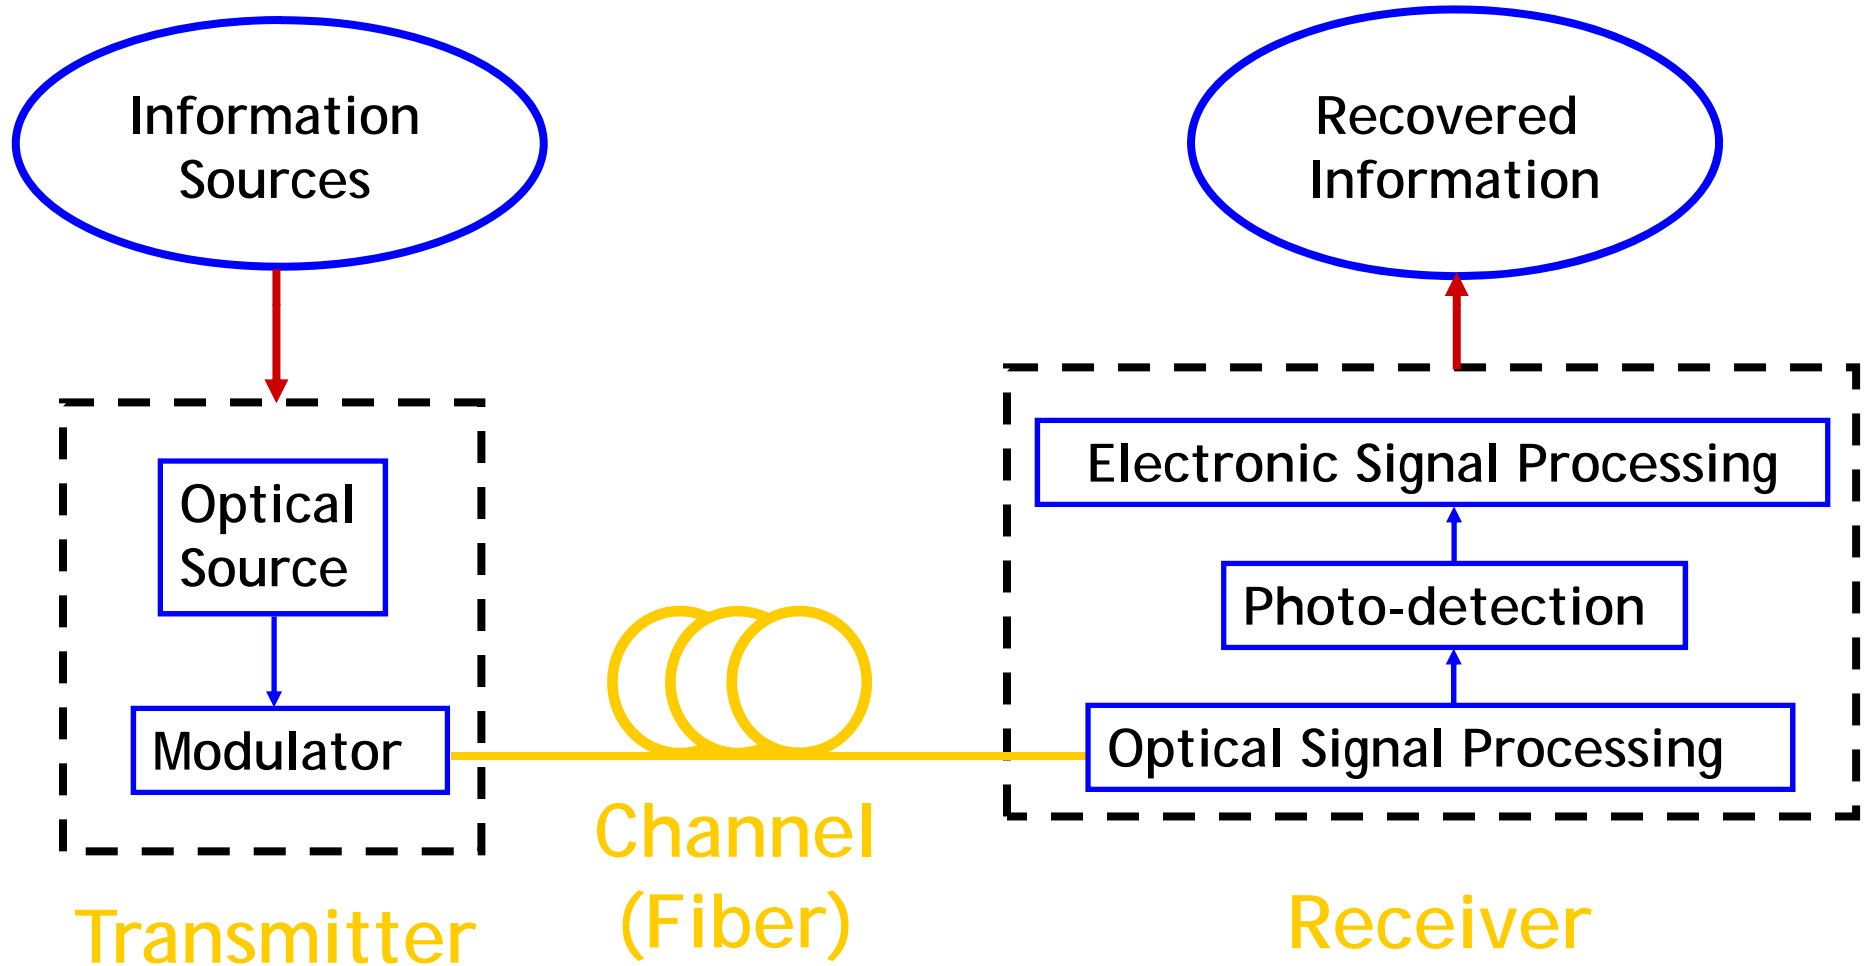 Information
Sources
Recovered
Information
Optical
Source
Modulator
Electronic Signal Processing
Photo-detection
Optical Signal Processing
Channel
(Fiber)
Transmitter
Receiver